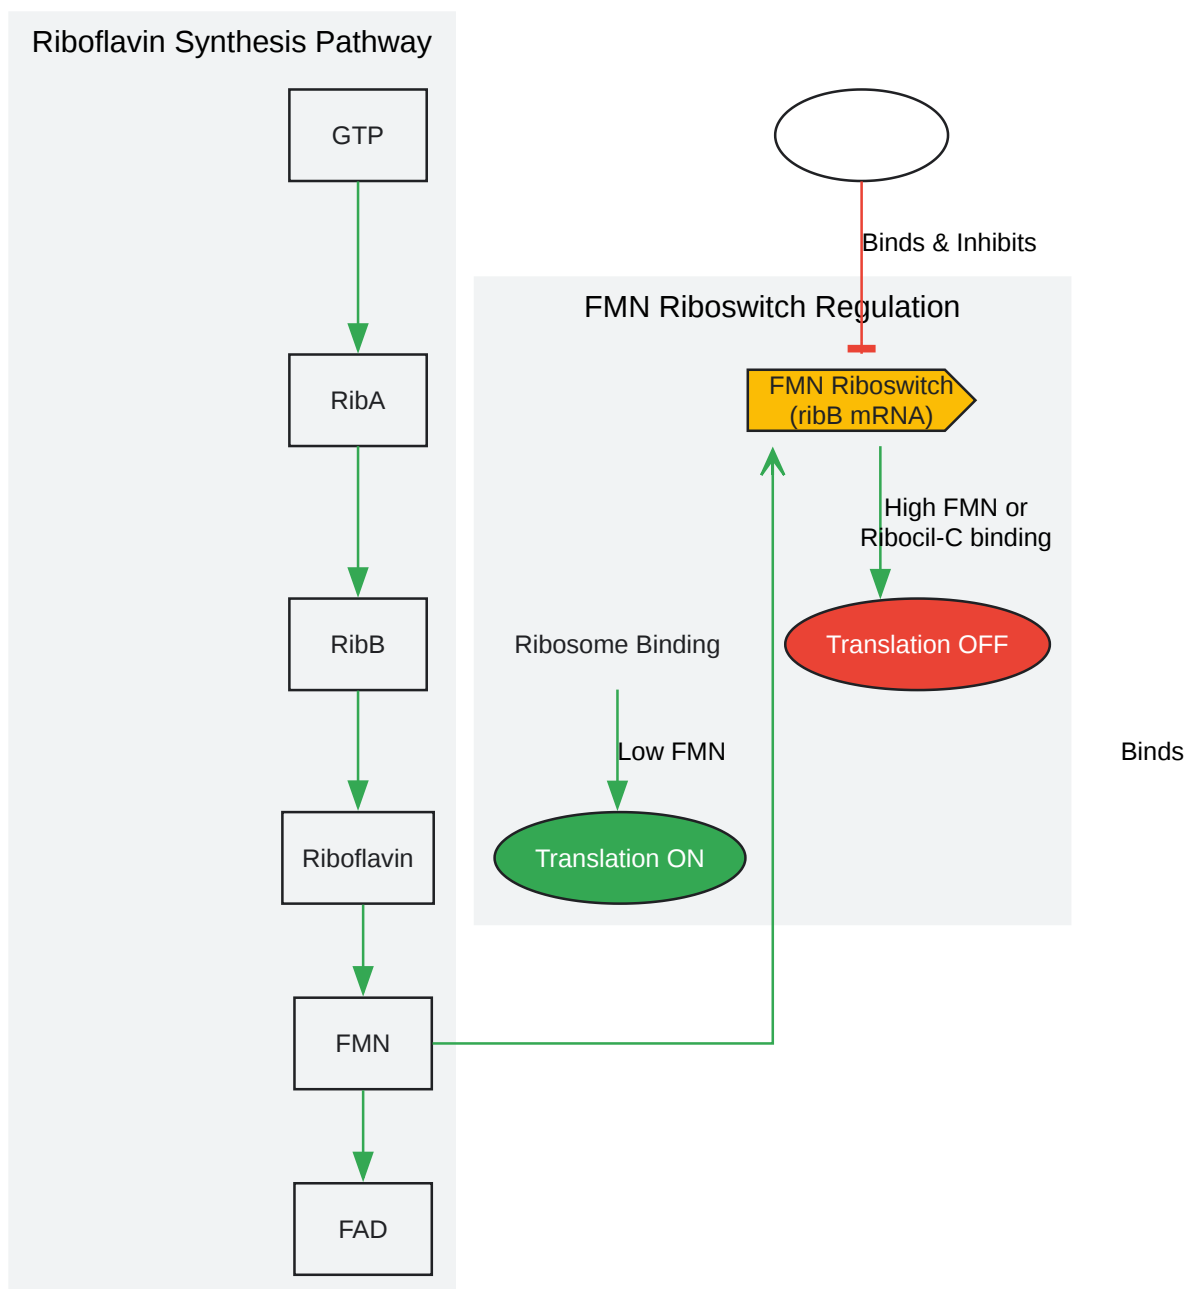 Riboflavin Synthesis Pathway
GTP
RibA
RibB
Riboflavin
FMN
FAD
Binds & Inhibits
FMN Riboswitch Regulation
FMN Riboswitch
(ribB mRNA)
High FMN or
Ribocil-C binding
Ribosome Binding
Translation OFF
Low FMN
Binds
Translation ON